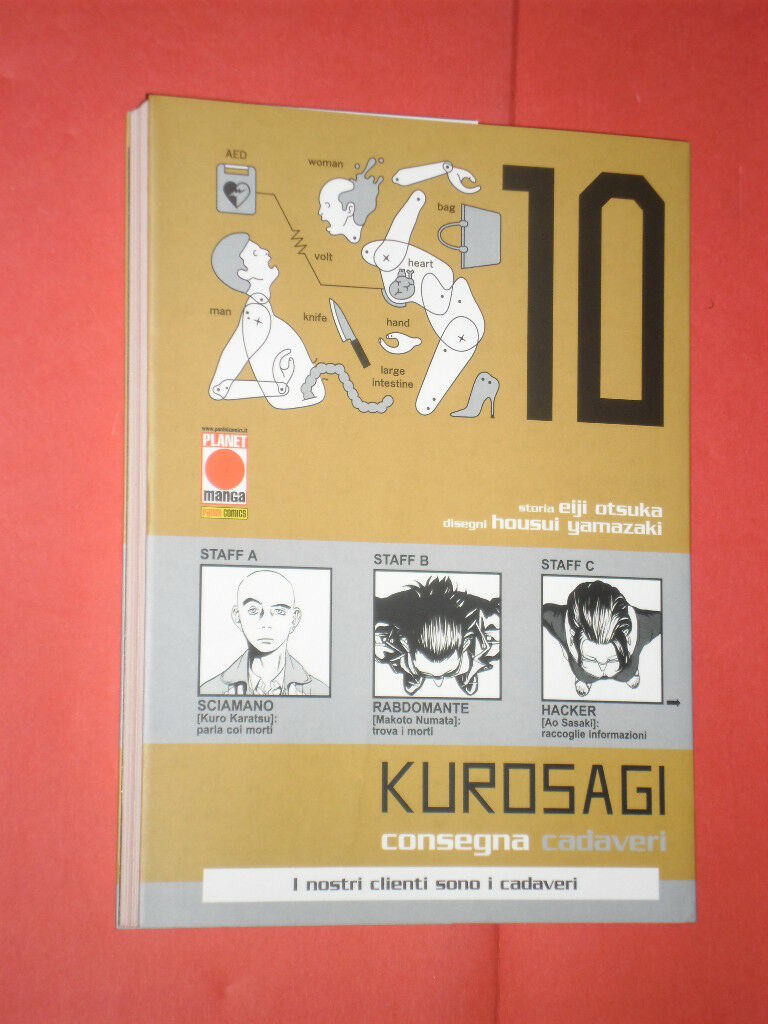 AED
woman
10
bag
volt
heart
man
knife
hand
large
intestine
www.paninicomics.it
PLANET
manga
PANINI COMICS
storia eiji otsuka
disegni housui yamazaki
STAFF A
STAFF B
STAFF C
SCIAMANO
[Kuro Karatsu]:
parla coi morti
RABDOMANTE
[Makoto Numata]:
trova i morti
HACKER
[Ao Sasaki]:
raccoglie informazioni
KUROSAGI
consegna cadaveri
I nostri clienti sono i cadaveri